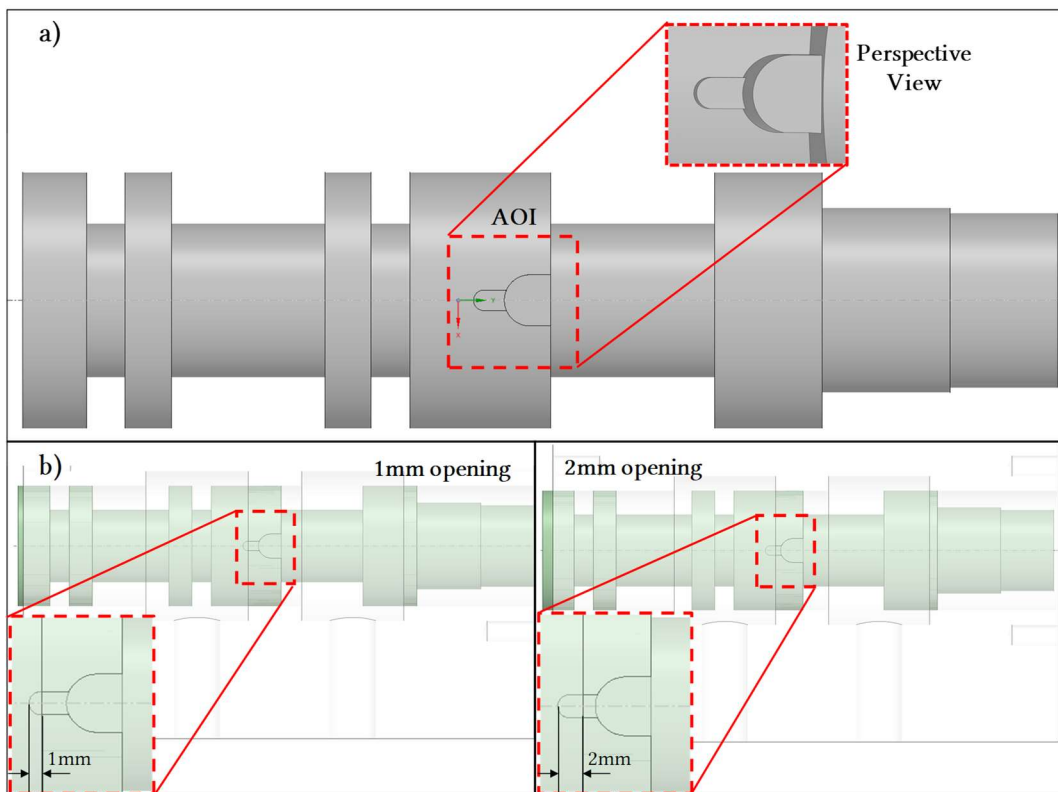 a)
Perspective
View
AOI
Y
X
b)
1mm opening
2mm opening
1mm
2mm